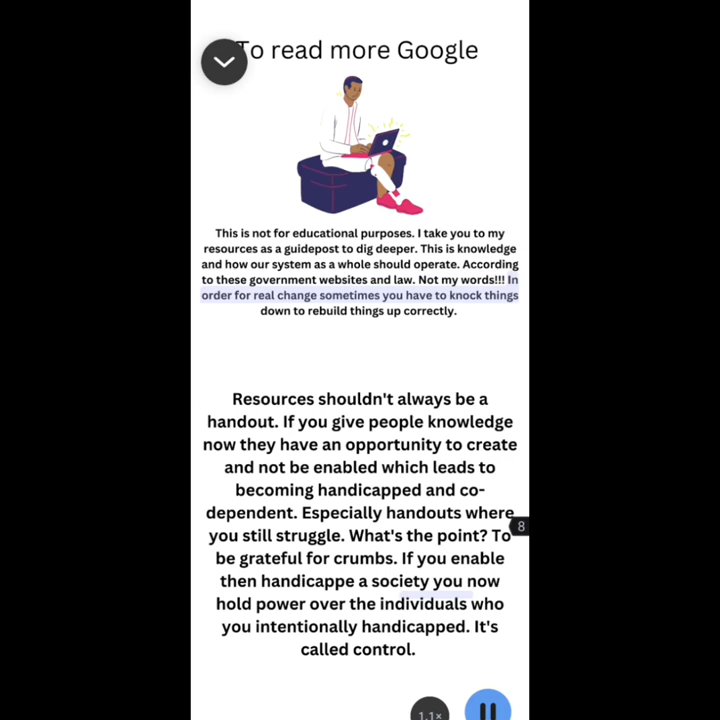 To read more Google
This is not for educational purposes. I take you to my
resources as a guidepost to dig deeper. This is knowledge
and how our system as a whole should operate. According
to these government websites and law. Not my words!!! In
order for real change sometimes you have to knock things
down to rebuild things up correctly.
Resources shouldn't always be a
handout. If you give people knowledge
now they have an opportunity to create
and not be enabled which leads to
becoming handicapped and co-
dependent. Especially handouts where
you still struggle. What's the point? To
8
be grateful for crumbs. If you enable
then handicappe a society you now
hold power over the individuals who
you intentionally handicapped. It's
called control.
1.1×